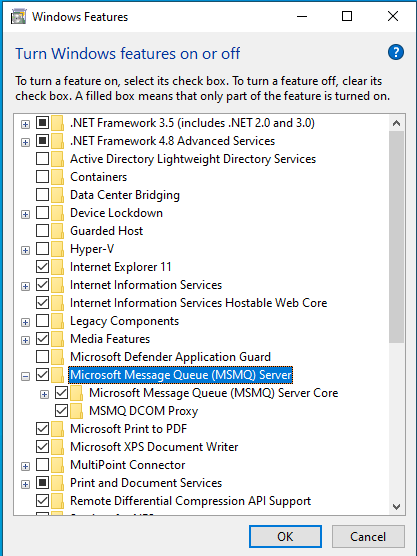 Windows Features
Turn Windows features on or off
?
To turn a feature on, select its check box. To turn a feature off, clear its
check box. A filled box means that only part of the feature is turned on.
.NET Framework 3.5 (includes .NET 2.0 and 3.0)
.NET Framework 4.8 Advanced Services
Active Directory Lightweight Directory Services
Containers
Data Center Bridging
Device Lockdown
Guarded Host
Hyper-V
Internet Explorer 11
Internet Information Services
Internet Information Services Hostable Web Core
Legacy Components
Media Features
Microsoft Defender Application Guard
Microsoft Message Queue (MSMQ) Server
Microsoft Message Queue (MSMQ) Server Core
MSMQ DCOM Proxy
Microsoft Print to PDF
Microsoft XPS Document Writer
MultiPoint Connector
Print and Document Services
Remote Differential Compression API Support
OK
Cancel